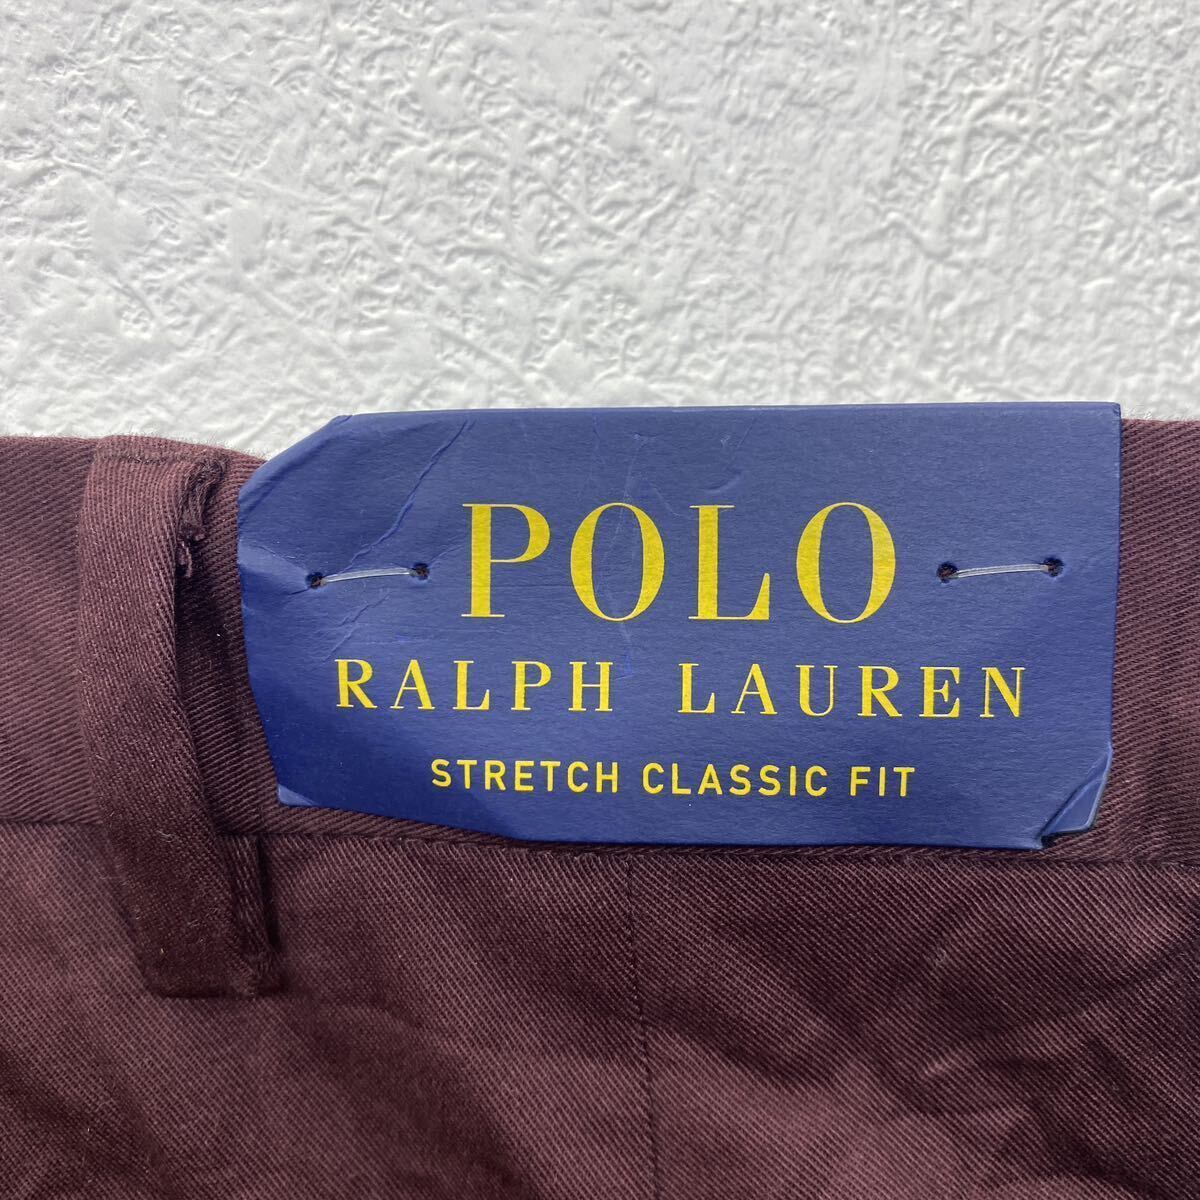 POLO
RALPH LAUREN
STRETCH CLASSIC FIT